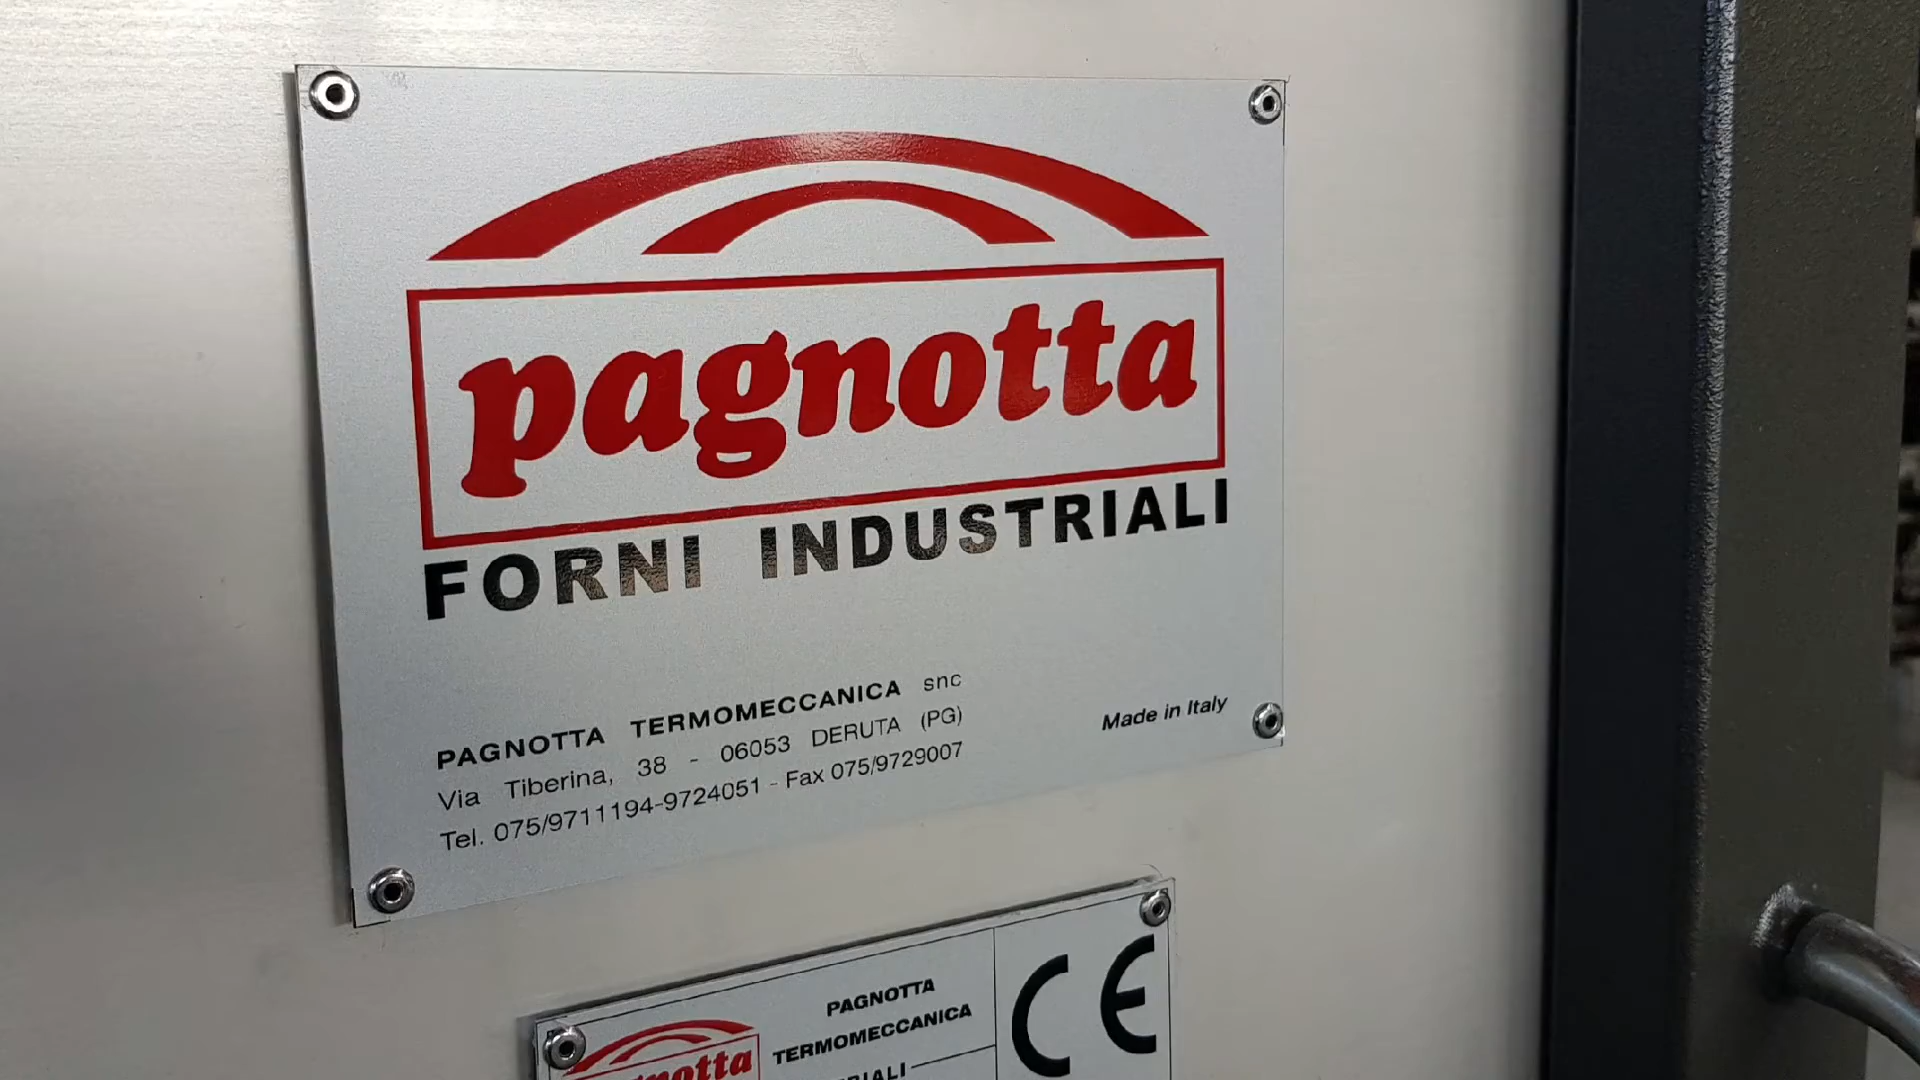 pagnotta
FORNI INDUSTRIALI
PAGNOTTA TERMOMECCANICA snc
Via Tiberina, 38 - 06053 DERUTA (PG)
Tel. 075/9711194-9724051 - Fax 075/9729007
Made in Italy
PAGNOTTA
TERMOMECCANICA
CE